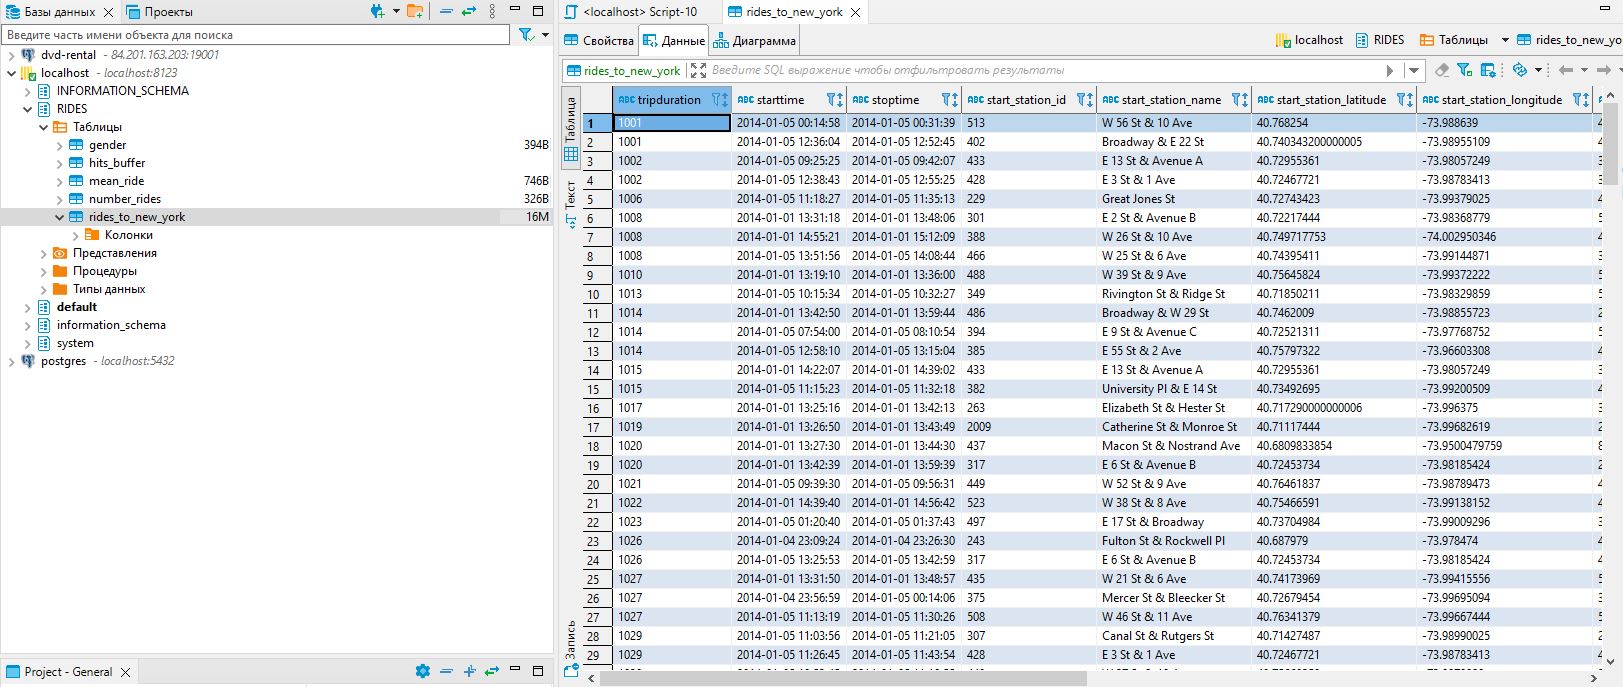 Базы данных
Проекты
Введите часть имени объекта для поиска
dvd-rental - 84.201.163.203:19001
localhost - localhost:8123
INFORMATION_SCHEMA
RIDES
Таблицы
gender 394B
hits_buffer
mean_ride 746B
number_rides 326B
rides_to_new_york 16M
Колонки
Представления
Процедуры
Типы данных
default
information_schema
system
postgres - localhost:5432
Project - General
<localhost> Script-10
rides_to_new_york
Свойства Данные Диаграмма
localhost RIDES Таблицы rides_to_new_yo
rides_to_new_york Введите SQL выражение чтобы отфильтровать результаты
Таблица
Текст
Запись
ABC tripduration ABC starttime ABC stoptime ABC start_station_id ABC start_station_name ABC start_station_latitude ABC start_station_longitude
1 1001 2014-01-05 00:14:58 2014-01-05 00:31:39 513 W 56 St & 10 Ave 40.768254 -73.988639
2 1001 2014-01-05 12:36:04 2014-01-05 12:52:45 402 Broadway & E 22 St 40.740343200000005 -73.98955109
3 1002 2014-01-05 09:25:25 2014-01-05 09:42:07 433 E 13 St & Avenue A 40.72955361 -73.98057249
4 1002 2014-01-05 12:38:43 2014-01-05 12:55:25 428 E 3 St & 1 Ave 40.72467721 -73.98783413
5 1006 2014-01-05 11:18:27 2014-01-05 11:35:13 229 Great Jones St 40.72743423 -73.99379025
6 1008 2014-01-01 13:31:18 2014-01-01 13:48:06 301 E 2 St & Avenue B 40.72217444 -73.98368779
7 1008 2014-01-01 14:55:21 2014-01-01 15:12:09 388 W 26 St & 10 Ave 40.749717753 -74.002950346
8 1008 2014-01-05 13:51:56 2014-01-05 14:08:44 466 W 25 St & 6 Ave 40.74395411 -73.99144871
9 1010 2014-01-05 13:19:10 2014-01-05 13:36:00 488 W 39 St & 9 Ave 40.75645824 -73.99372222
10 1013 2014-01-05 10:15:34 2014-01-05 10:32:27 349 Rivington St & Ridge St 40.71850211 -73.98329859
11 1014 2014-01-01 13:42:50 2014-01-01 13:59:44 486 Broadway & W 29 St 40.7462009 -73.98855723
12 1014 2014-01-05 07:54:00 2014-01-05 08:10:54 394 E 9 St & Avenue C 40.72521311 -73.97768752
13 1014 2014-01-05 12:58:10 2014-01-05 13:15:04 385 E 55 St & 2 Ave 40.75797322 -73.96603308
14 1015 2014-01-01 14:22:07 2014-01-01 14:39:02 433 E 13 St & Avenue A 40.72955361 -73.98057249
15 1015 2014-01-05 11:15:23 2014-01-05 11:32:18 382 University Pl & E 14 St 40.73492695 -73.99200509
16 1017 2014-01-01 13:25:16 2014-01-01 13:42:13 263 Elizabeth St & Hester St 40.717290000000006 -73.996375
17 1019 2014-01-01 13:26:50 2014-01-01 13:43:49 2009 Catherine St & Monroe St 40.71117444 -73.99682619
18 1020 2014-01-01 13:27:30 2014-01-01 13:44:30 437 Macon St & Nostrand Ave 40.6809833854 -73.9500479759
19 1020 2014-01-01 13:42:39 2014-01-01 13:59:39 317 E 6 St & Avenue B 40.72453734 -73.98185424
20 1021 2014-01-05 09:39:30 2014-01-05 09:56:31 449 W 52 St & 9 Ave 40.76461837 -73.98789473
21 1022 2014-01-01 14:39:40 2014-01-01 14:56:42 523 W 38 St & 8 Ave 40.75466591 -73.99138152
22 1023 2014-01-05 01:20:40 2014-01-05 01:37:43 497 E 17 St & Broadway 40.73704984 -73.99009296
23 1026 2014-01-04 23:09:24 2014-01-04 23:26:30 243 Fulton St & Rockwell Pl 40.687979 -73.978474
24 1026 2014-01-05 13:25:53 2014-01-05 13:42:59 317 E 6 St & Avenue B 40.72453734 -73.98185424
25 1027 2014-01-01 13:31:50 2014-01-01 13:48:57 435 W 21 St & 6 Ave 40.74173969 -73.99415556
26 1027 2014-01-04 23:56:59 2014-01-05 00:14:06 375 Mercer St & Bleecker St 40.72679454 -73.99695094
27 1027 2014-01-05 11:13:19 2014-01-05 11:30:26 508 W 46 St & 11 Ave 40.76341379 -73.99667444
28 1029 2014-01-05 11:03:56 2014-01-05 11:21:05 307 Canal St & Rutgers St 40.71427487 -73.98990025
29 1029 2014-01-05 11:26:45 2014-01-05 11:43:54 428 E 3 St & 1 Ave 40.72467721 -73.98783413